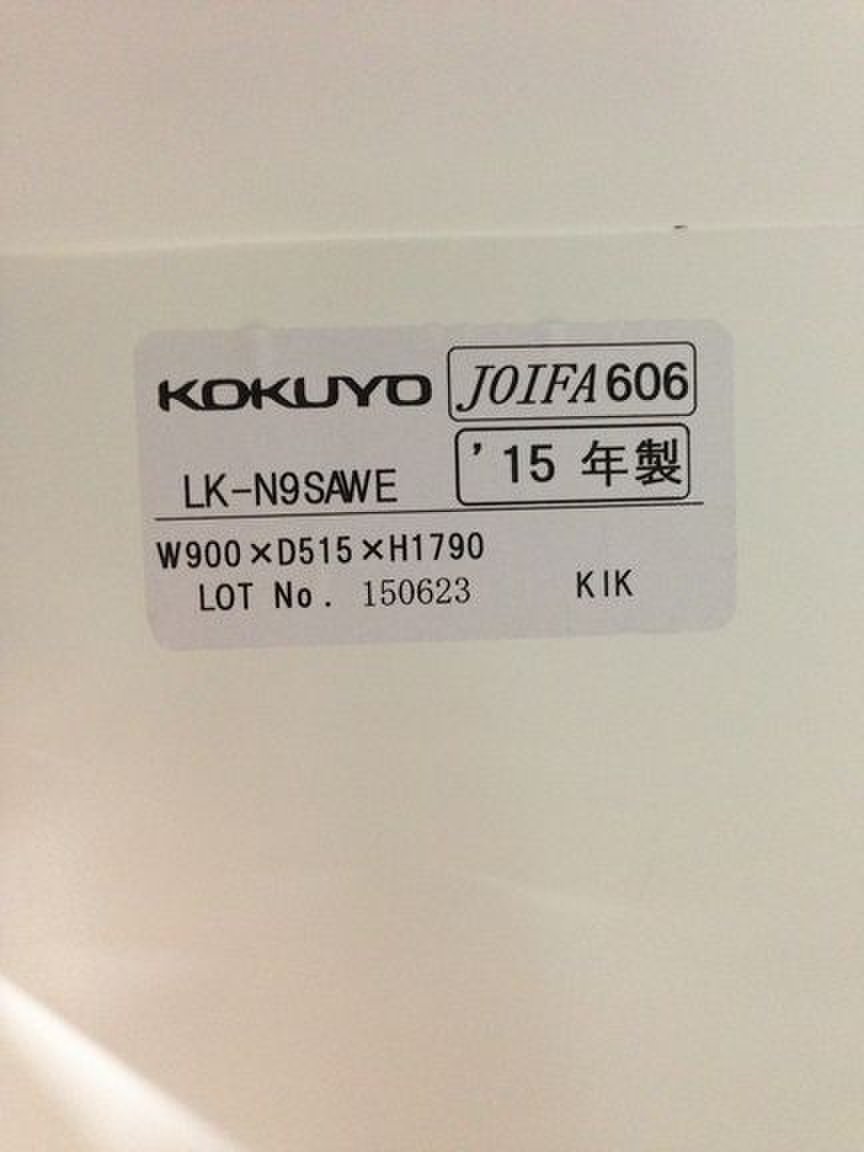 KOKUYO JOIFA606
LK-N9SAWE '15 年製
W900×D515×H1790
LOT No. 150623 KIK